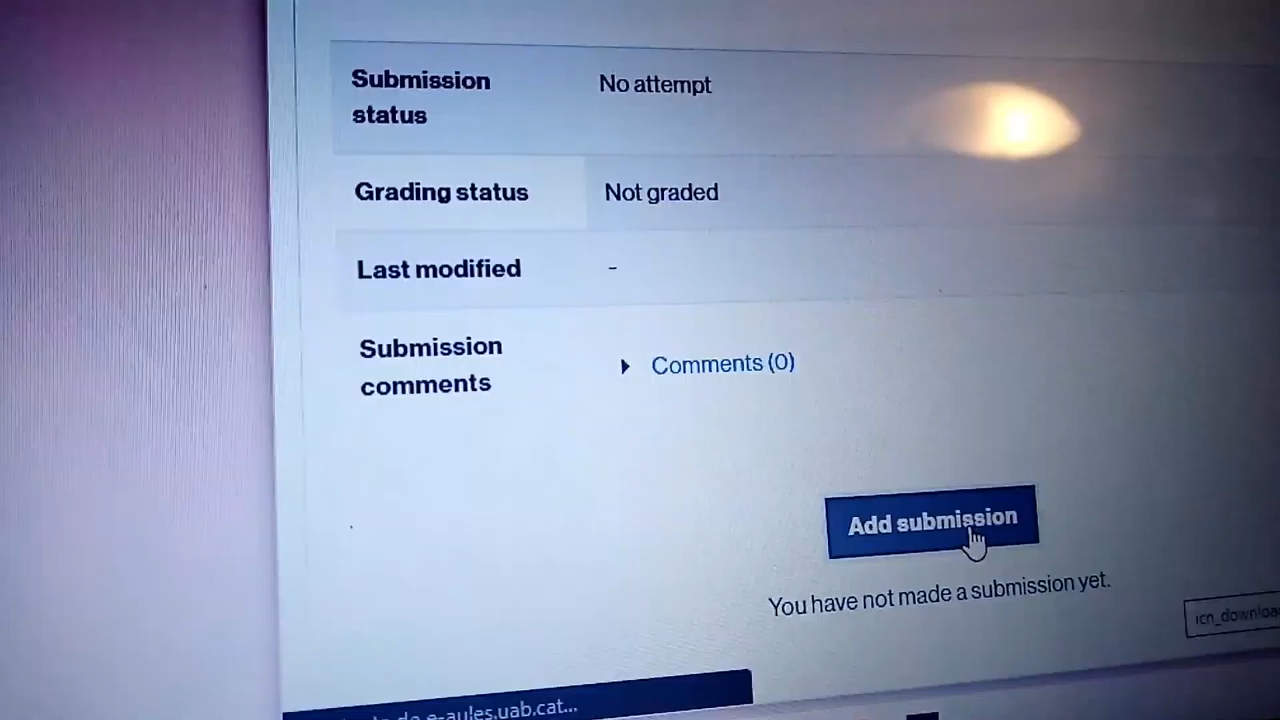 Submission
status
No attempt
Grading status
Not graded
Last modified
-
Submission
comments
Comments (0)
Add submission
You have not made a submission yet.
e-aules.uab.cat...